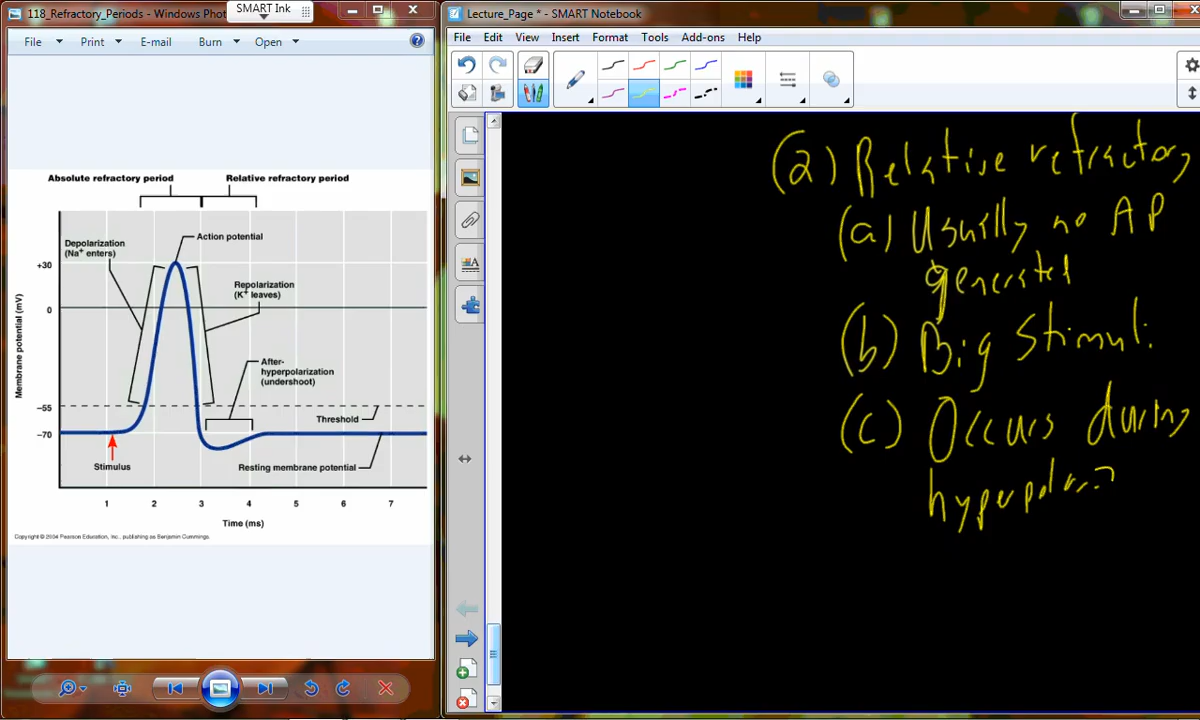 118_Refractory_Periods - Windows Phot
SMART Ink
File Print E-mail Burn Open
Absolute refractory period Relative refractory period
Action potential
Depolarization
(Na+ enters)
Repolarization
(K+ leaves)
After-
hyperpolarization
(undershoot)
Threshold
Stimulus
Resting membrane potential
Membrane potential (mV)
+30
0
–55
–70
1 2 3 4 5 6 7
Time (ms)
Copyright © 2004 Pearson Education, Inc., publishing as Benjamin Cummings.
Lecture_Page * - SMART Notebook
File Edit View Insert Format Tools Add-ons Help
(2) Relative refractory
(a) Usually no AP
generated
(b) Big Stimuli
(c) Occurs during
hyperpolariz